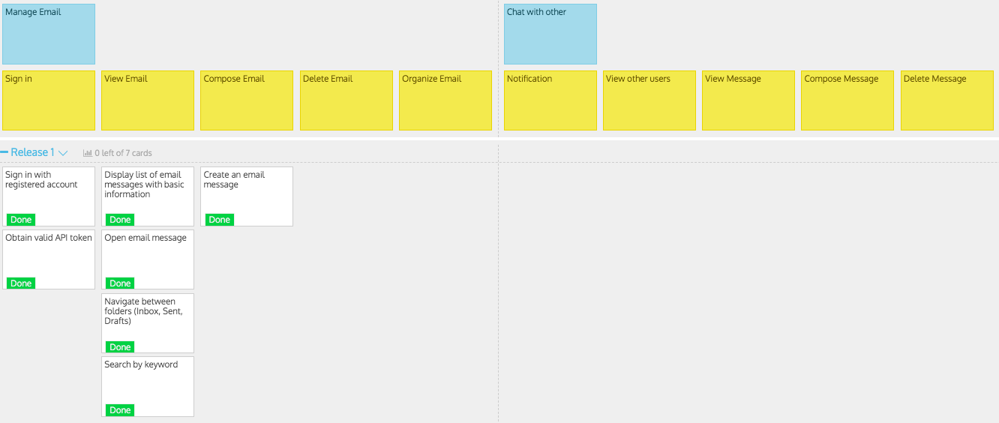 Manage Email
Chat with other
Sign in
View Email
Compose Email
Delete Email
Organize Email
Notification
View other users
View Message
Compose Message
Delete Message
Release 1
0 left of 7 cards
Sign in with
registered account
Done
Display list of email
messages with basic
information
Done
Create an email
message
Done
Obtain valid API token
Done
Open email message
Done
Navigate between
folders (Inbox, Sent,
Drafts)
Done
Search by keyword
Done